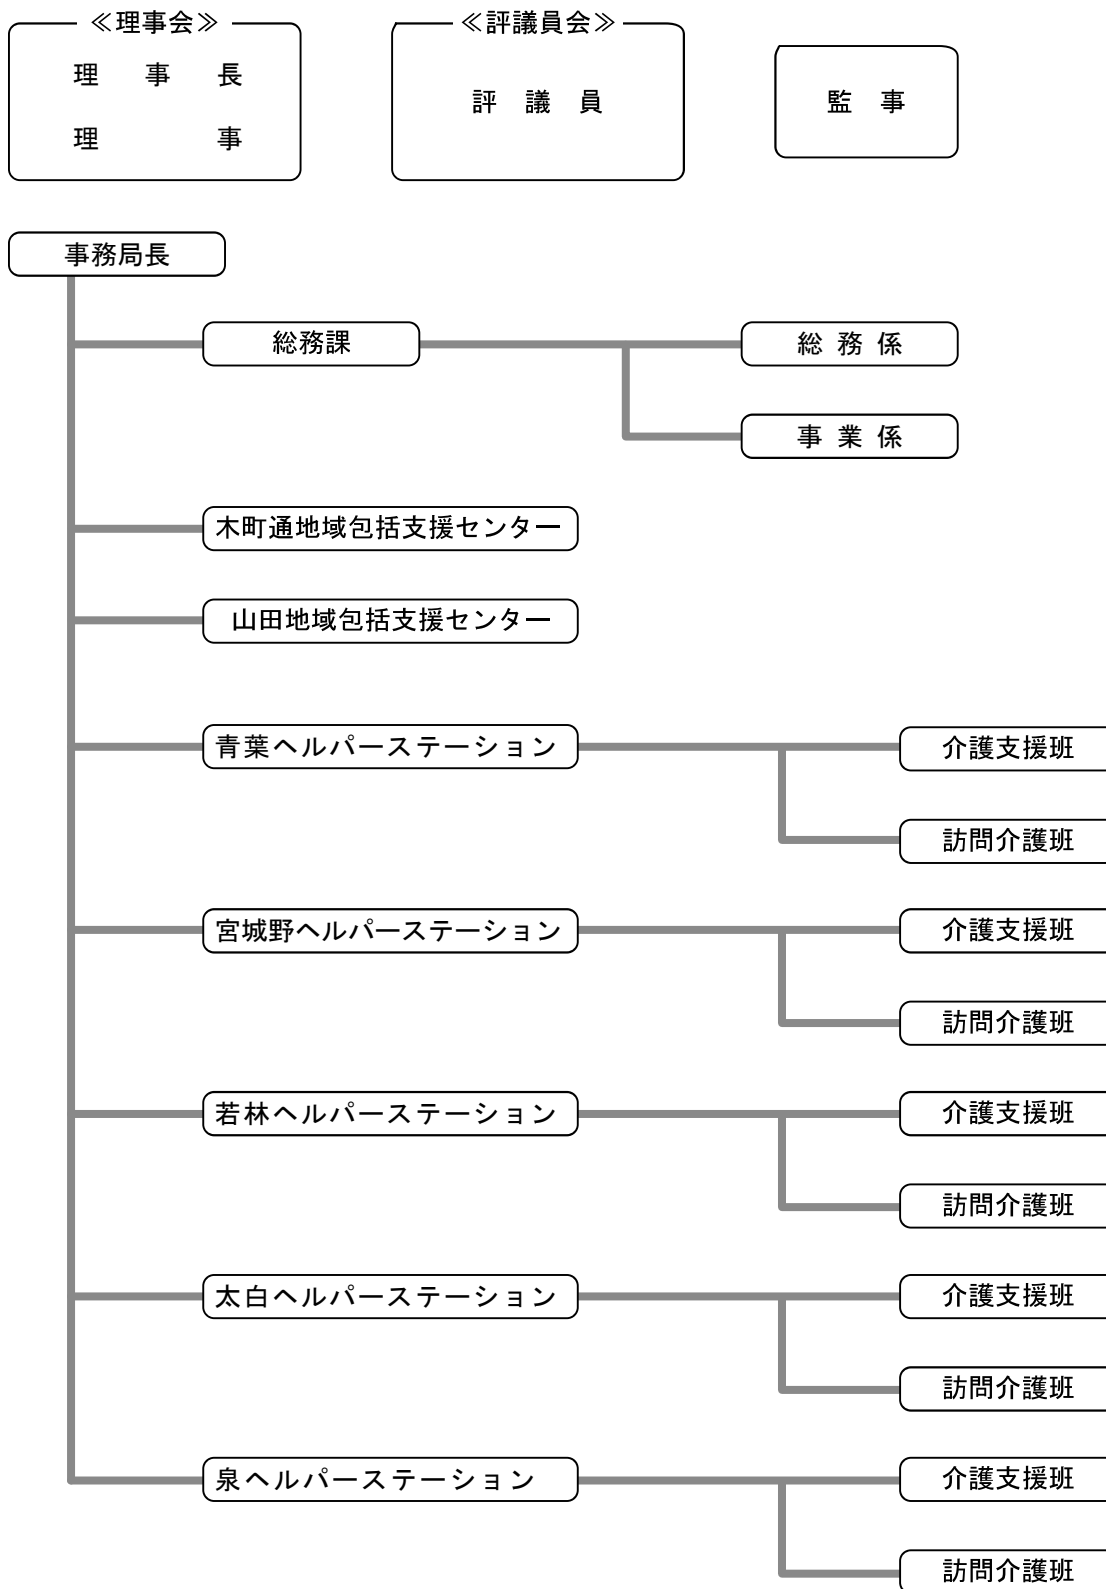 ≪理事会≫
理事長
理事
≪評議員会≫
評議員
監事
事務局長
総務課
総務係
事業係
木町通地域包括支援センター
山田地域包括支援センター
青葉ヘルパーステーション
介護支援班
訪問介護班
宮城野ヘルパーステーション
介護支援班
訪問介護班
若林ヘルパーステーション
介護支援班
訪問介護班
太白ヘルパーステーション
介護支援班
訪問介護班
泉ヘルパーステーション
介護支援班
訪問介護班